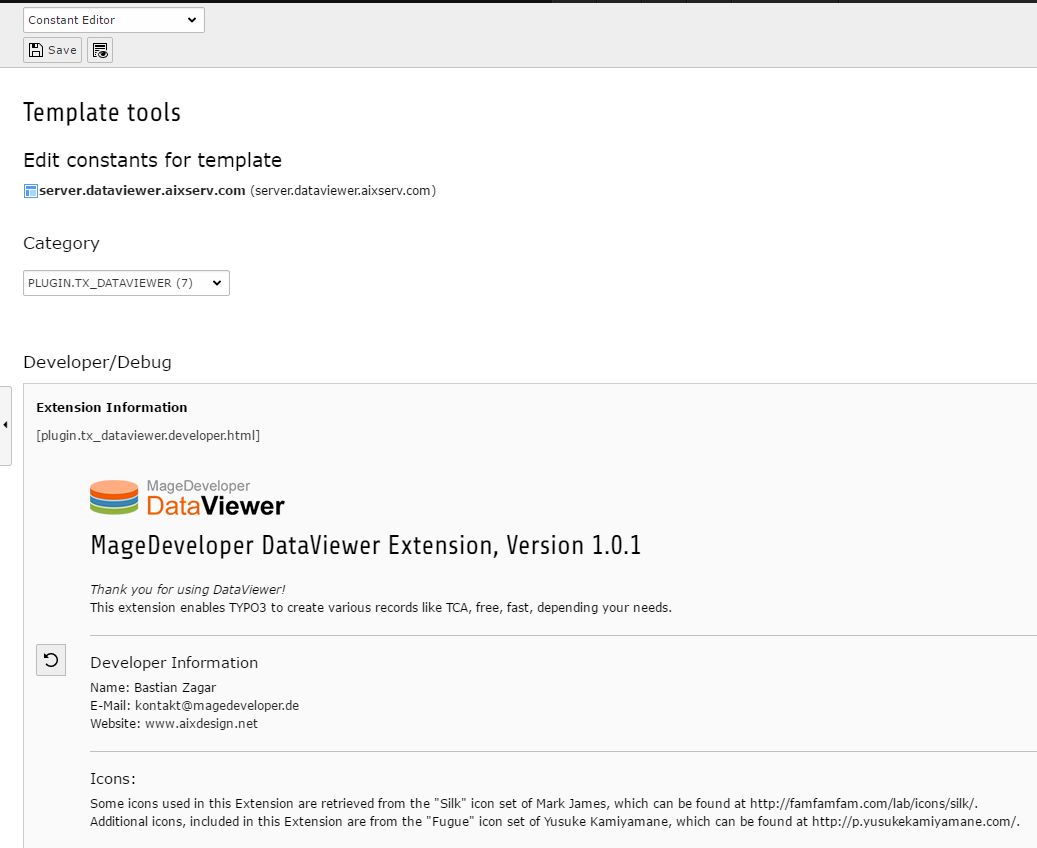 Constant Editor
Save
Template tools
Edit constants for template
server.dataviewer.aixserv.com (server.dataviewer.aixserv.com)
Category
PLUGIN.TX_DATAVIEWER (7)
Developer/Debug
Extension Information
[plugin.tx_dataviewer.developer.html]
MageDeveloper
DataViewer
MageDeveloper DataViewer Extension, Version 1.0.1
Thank you for using DataViewer!
This extension enables TYPO3 to create various records like TCA, free, fast, depending your needs.
Developer Information
Name: Bastian Zagar
E-Mail: kontakt@magedeveloper.de
Website: www.aixdesign.net
Icons:
Some icons used in this Extension are retrieved from the "Silk" icon set of Mark James, which can be found at http://famfamfam.com/lab/icons/silk/.
Additional icons, included in this Extension are from the "Fugue" icon set of Yusuke Kamiyamane, which can be found at http://p.yusukekamiyamane.com/.